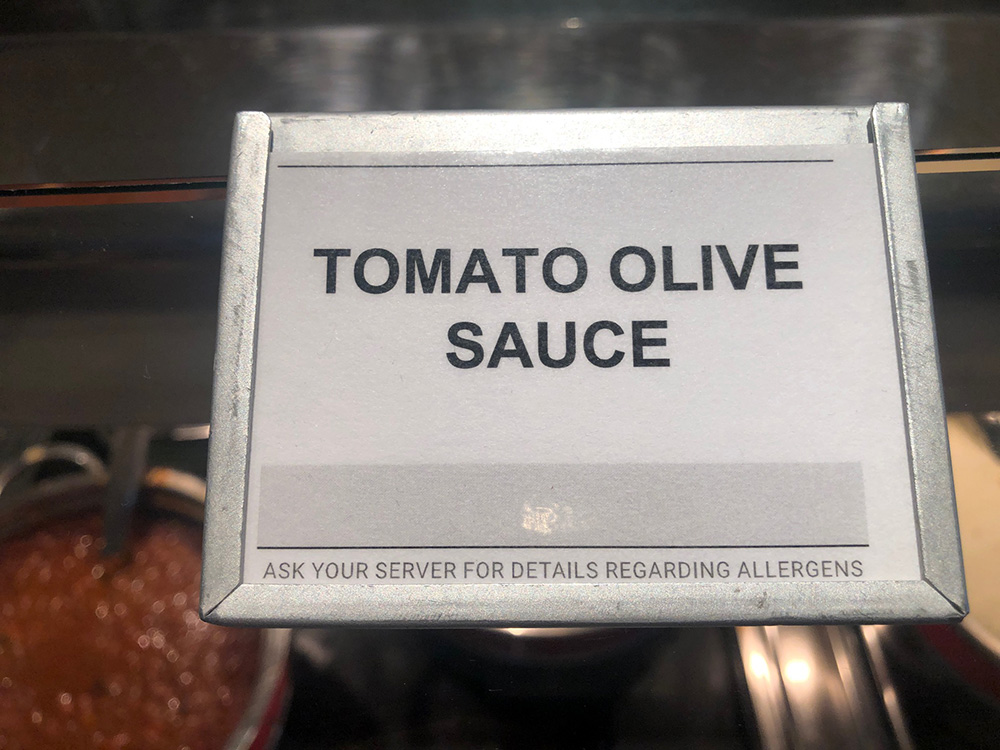 TOMATO OLIVE
SAUCE
ASK YOUR SERVER FOR DETAILS REGARDING ALLERGENS